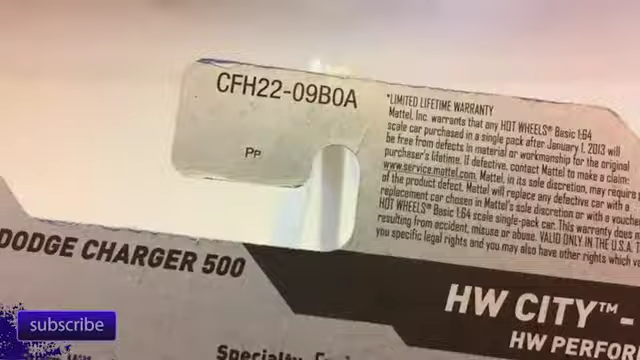 CFH22-09B0A
PP
*LIMITED LIFETIME WARRANTY
Mattel, Inc. warrants that any HOT WHEELS® Basic 1:64
scale car purchased in a single pack after January 1, 2013 will
be free from defects in material or workmanship for the original
purchaser's lifetime. If defective, contact Mattel to make a claim:
www.service.mattel.com. Mattel, in its sole discretion, may require
of the product defect. Mattel will replace any defective car with a
replacement car chosen in Mattel's sole discretion or with a
HOT WHEELS® Basic 1:64 scale single-pack car. This warranty does
resulting from accident, misuse or abuse. VALID ONLY IN THE U.S.A.
you specific legal rights and you may also have other rights which
DODGE CHARGER 500
HW CITY™-
HW PERFOR
subscribe
Specialty